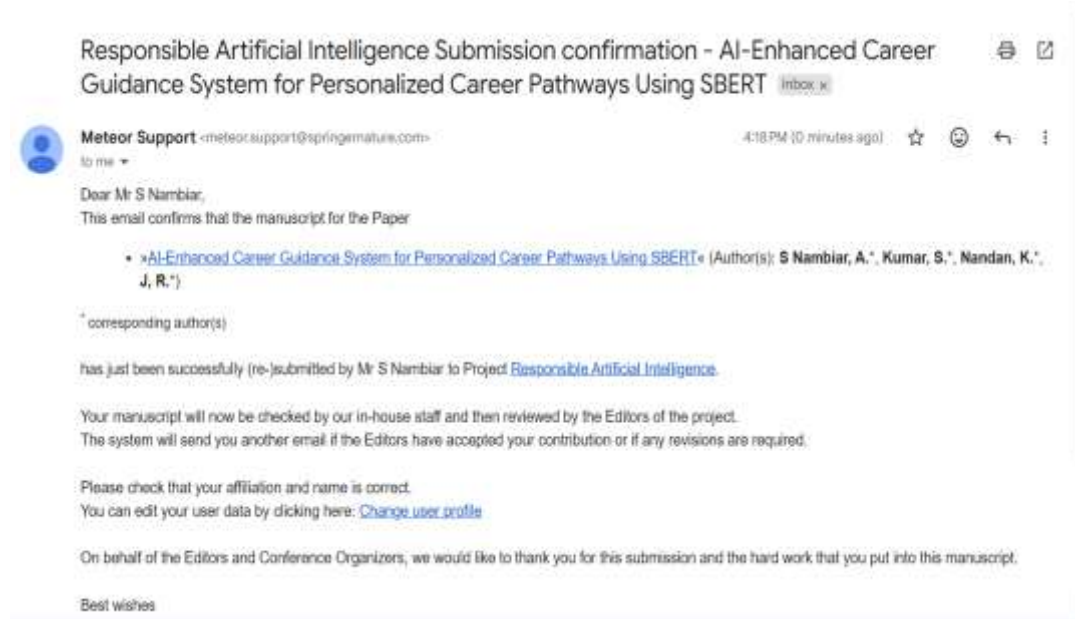 Responsible Artificial Intelligence Submission confirmation - AI-Enhanced Career
Guidance System for Personalized Career Pathways Using SBERT Inbox x
Meteor Support <meteor.support@springernature.com> 4:18 PM (0 minutes ago)
to me
Dear Mr S Nambiar,
This email confirms that the manuscript for the Paper
• »AI-Enhanced Career Guidance System for Personalized Career Pathways Using SBERT« (Author(s): S Nambiar, A.*, Kumar, S.*, Nandan, K.*,
J, R.*)
* corresponding author(s)
has just been successfully (re-)submitted by Mr S Nambiar to Project Responsible Artificial Intelligence.
Your manuscript will now be checked by our in-house staff and then reviewed by the Editors of the project.
The system will send you another email if the Editors have accepted your contribution or if any revisions are required.
Please check that your affiliation and name is correct.
You can edit your user data by clicking here: Change user profile
On behalf of the Editors and Conference Organizers, we would like to thank you for this submission and the hard work that you put into this manuscript.
Best wishes